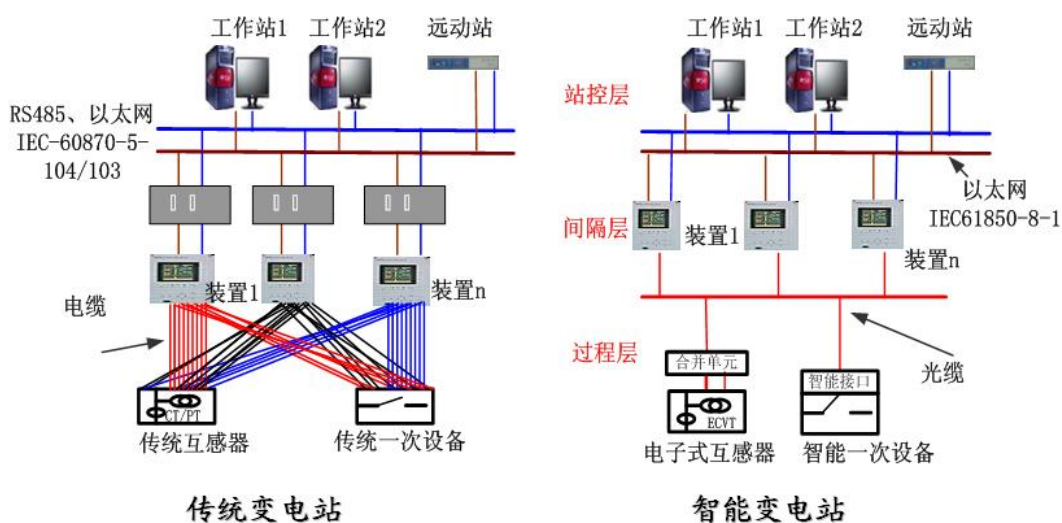 工作站1
工作站2
远动站
RS485、以太网
IEC-60870-5-
104/103
装置1
装置n
电缆
CT/PT
传统互感器
传统一次设备
传统变电站
工作站1
工作站2
远动站
站控层
以太网
IEC61850-8-1
间隔层
装置1
装置n
过程层
合并单元
智能接口
光缆
ECVT
电子式互感器
智能一次设备
智能变电站